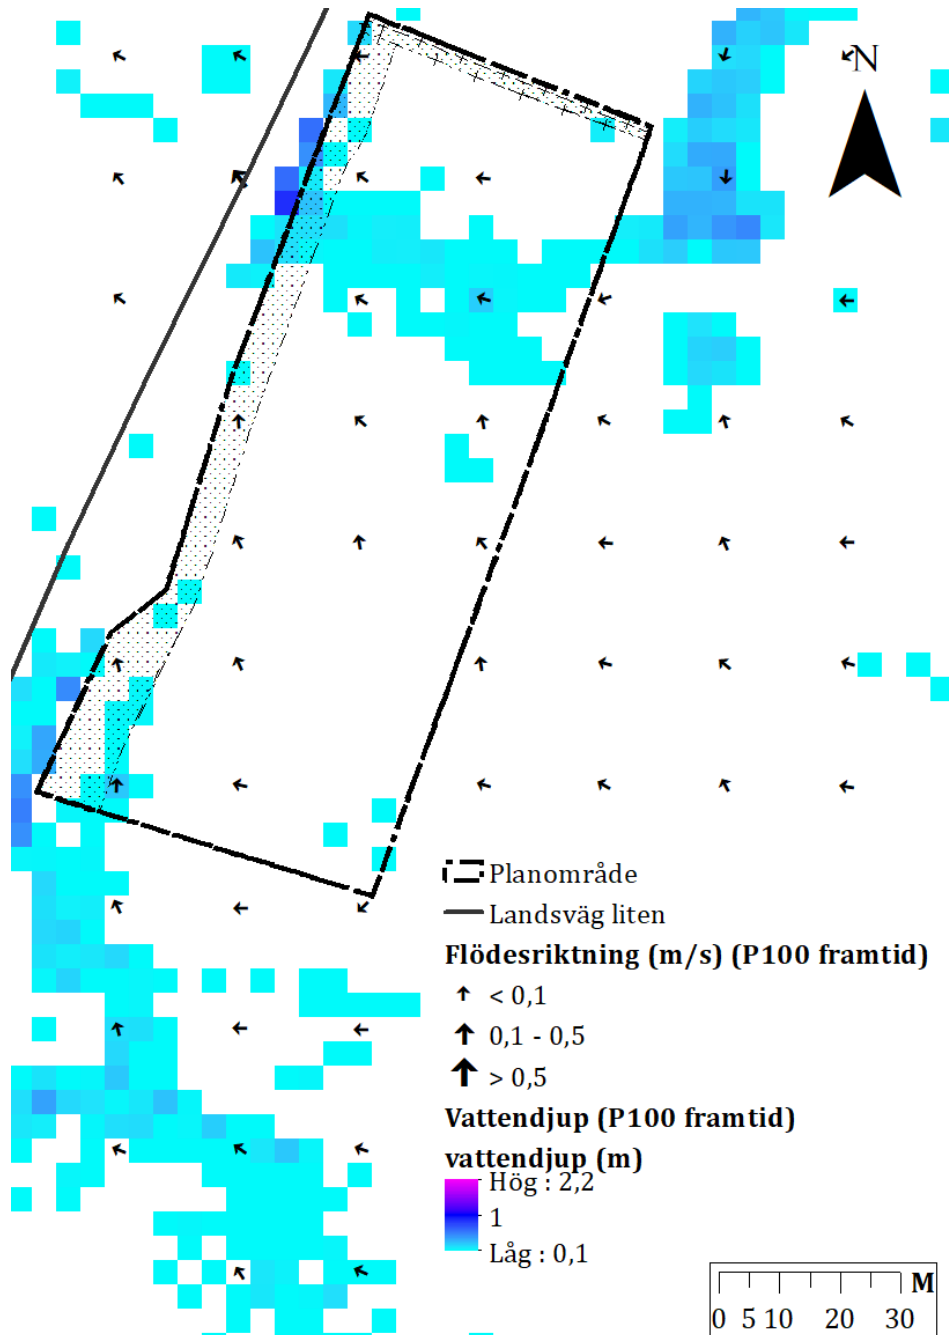 N
Planområde
Landsväg liten
Flödesriktning (m/s) (P100 framtid)
< 0,1
0,1 - 0,5
> 0,5
Vattendjup (P100 framtid)
vattendjup (m)
Hög : 2,2
1
Låg : 0,1
M
0 5 10 20 30